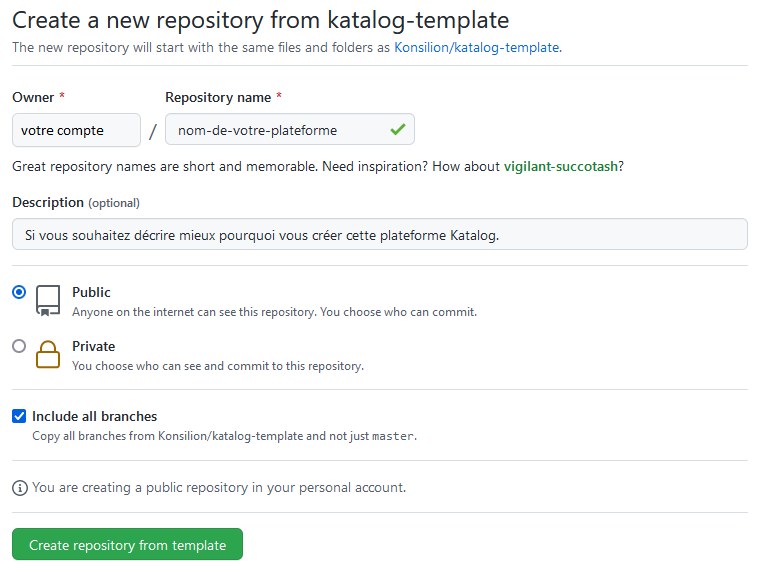 Create a new repository from katalog-template
The new repository will start with the same files and folders as Konsilion/katalog-template.
Owner * Repository name *
votre compte / nom-de-votre-plateforme
Great repository names are short and memorable. Need inspiration? How about vigilant-succotash?
Description (optional)
Si vous souhaitez décrire mieux pourquoi vous créer cette plateforme Katalog.
Public
Anyone on the internet can see this repository. You choose who can commit.
Private
You choose who can see and commit to this repository.
Include all branches
Copy all branches from Konsilion/katalog-template and not just master.
You are creating a public repository in your personal account.
Create repository from template